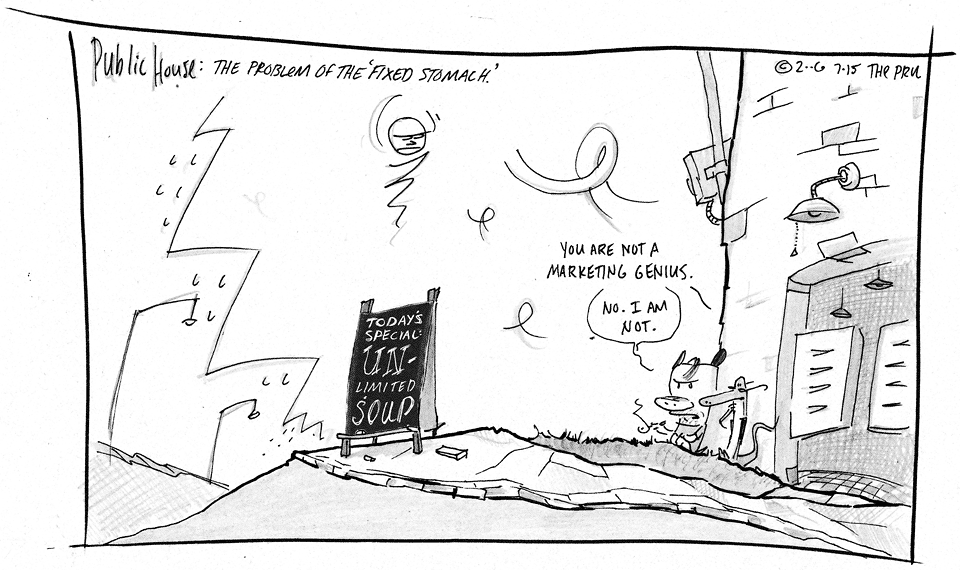 Public House: THE PROBLEM OF THE 'FIXED STOMACH.'
© 2--6 7-15 THE PRU
YOU ARE NOT A
MARKETING GENIUS.
NO. I AM
NOT.
TODAY'S
SPECIAL:
UN-
LIMITED
SOUP